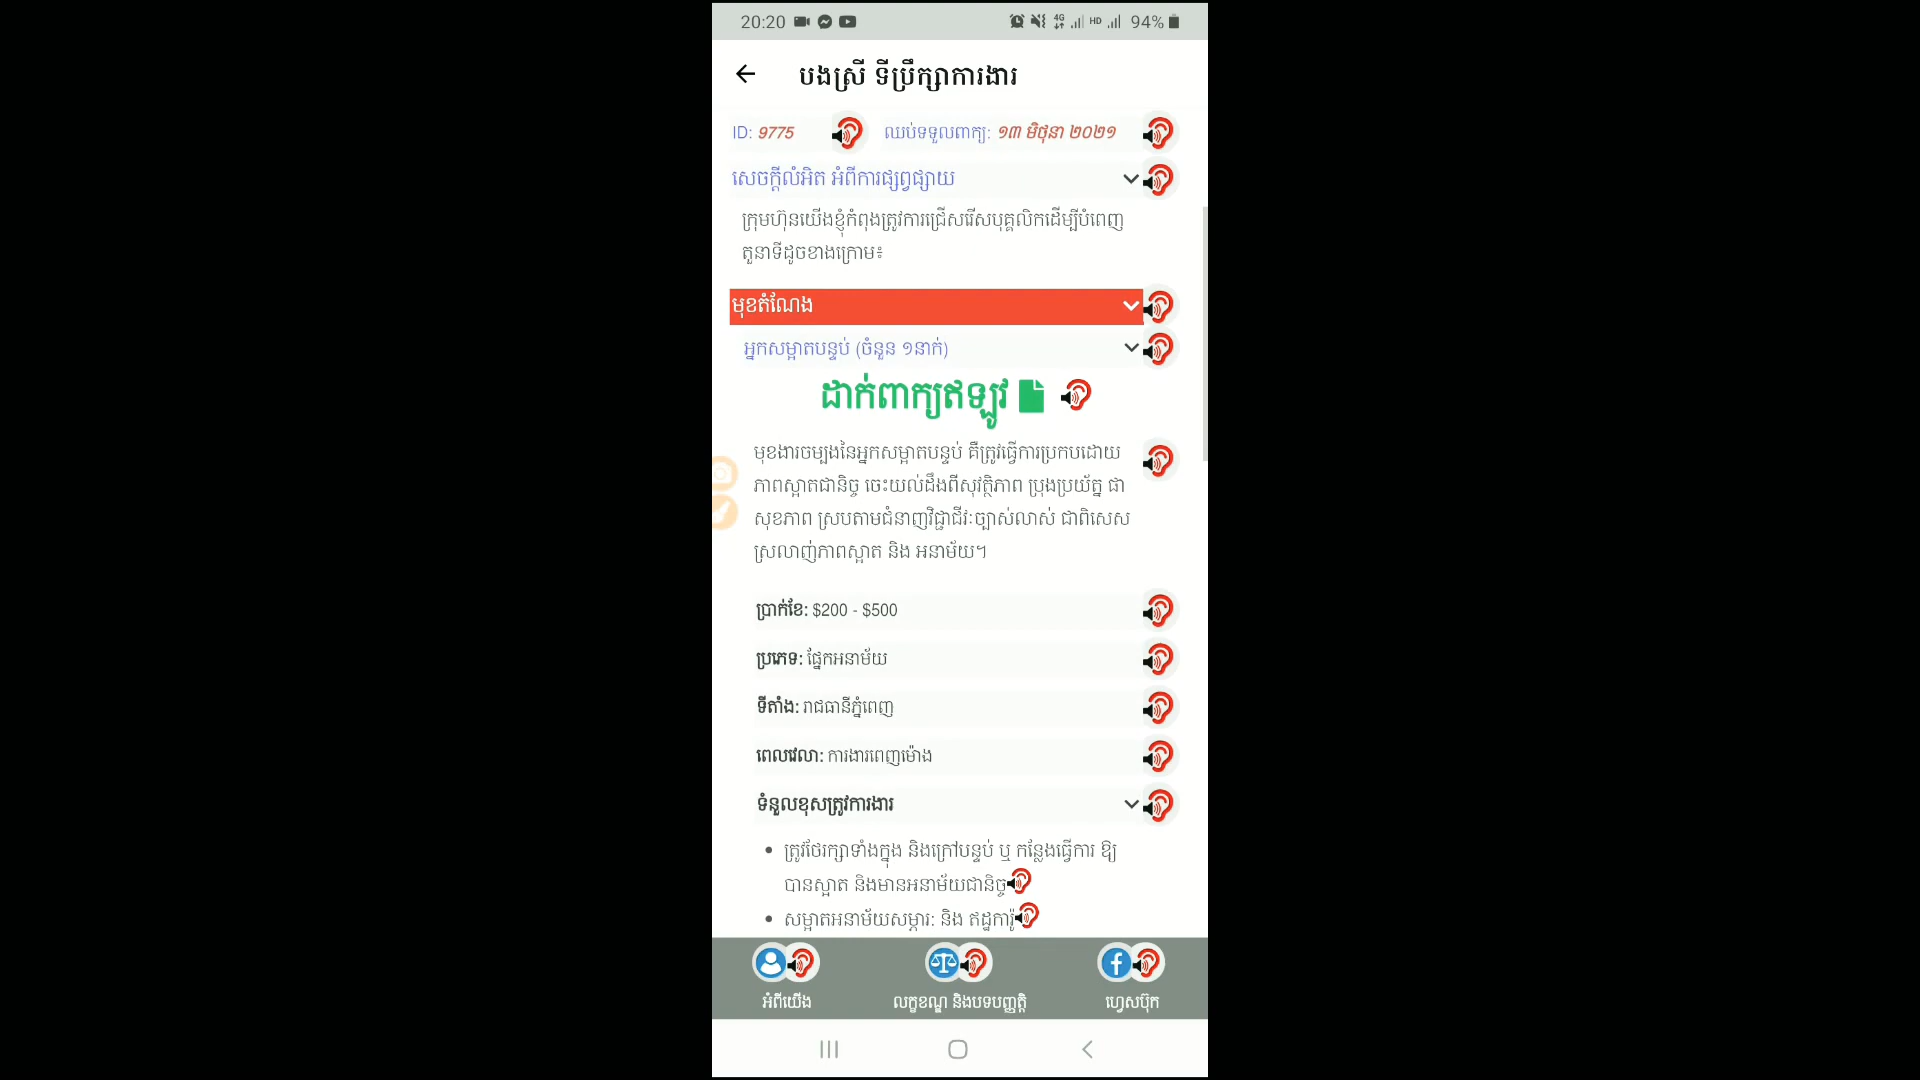 20:20
4G
HD
94%
បងស្រី ទីប្រឹក្សាការងារ
ID: 9775 ឈប់ទទួលពាក្យ: ១៣ មិថុនា ២០២១
សេចក្តីលំអិត អំពីការផ្សព្វផ្សាយ
ក្រុមហ៊ុនយើងខ្ញុំកំពុងត្រូវការជ្រើសរើសបុគ្គលិកដើម្បីបំពេញ
តួនាទីដូចខាងក្រោម៖
មុខតំណែង
អ្នកសម្អាតបន្ទប់ (ចំនួន ១នាក់)
ដាក់ពាក្យឥឡូវ
មុខងារចម្បងនៃអ្នកសម្អាតបន្ទប់ គឺត្រូវធ្វើការប្រកបដោយ
ភាពស្អាតជានិច្ច ចេះយល់ដឹងពីសុវត្ថិភាព ប្រុងប្រយ័ត្ន ផា
សុខភាព ស្របតាមជំនាញវិជ្ជាជីវៈច្បាស់លាស់ ជាពិសេស
ស្រលាញ់ភាពស្អាត និង អនាម័យ។
ប្រាក់ខែ: $200 - $500
ប្រភេទ: ផ្នែកអនាម័យ
ទីតាំង: រាជធានីភ្នំពេញ
ពេលវេលា: ការងារពេញម៉ោង
ទំនួលខុសត្រូវការងារ
ត្រូវថែរក្សាទាំងក្នុង និងក្រៅបន្ទប់ ឬ កន្លែងធ្វើការ ឱ្យ
បានស្អាត និងមានអនាម័យជានិច្ច
សម្អាតអនាម័យសម្ភារ: និង ឥដ្ឋការ៉ូ
អំពីយើង
លក្ខខណ្ឌ និងបទបញ្ញត្តិ
ហ្វេសប៊ុក